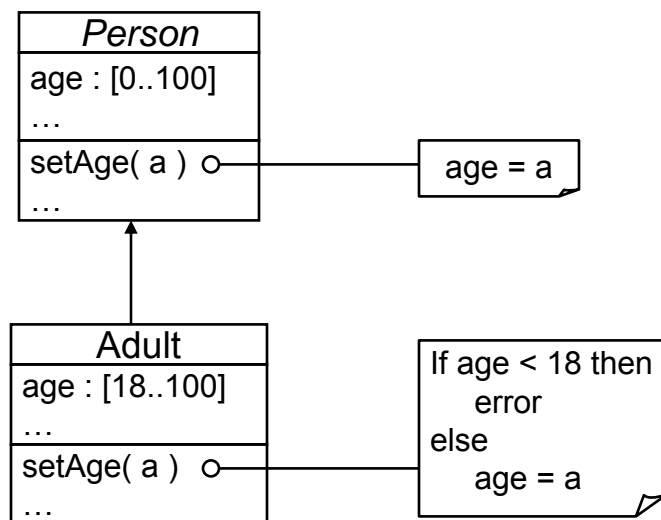 Person
age : [0..100]
…
setAge( a )
…
age = a
Adult
age : [18..100]
…
setAge( a )
…
If age < 18 then
error
else
age = a